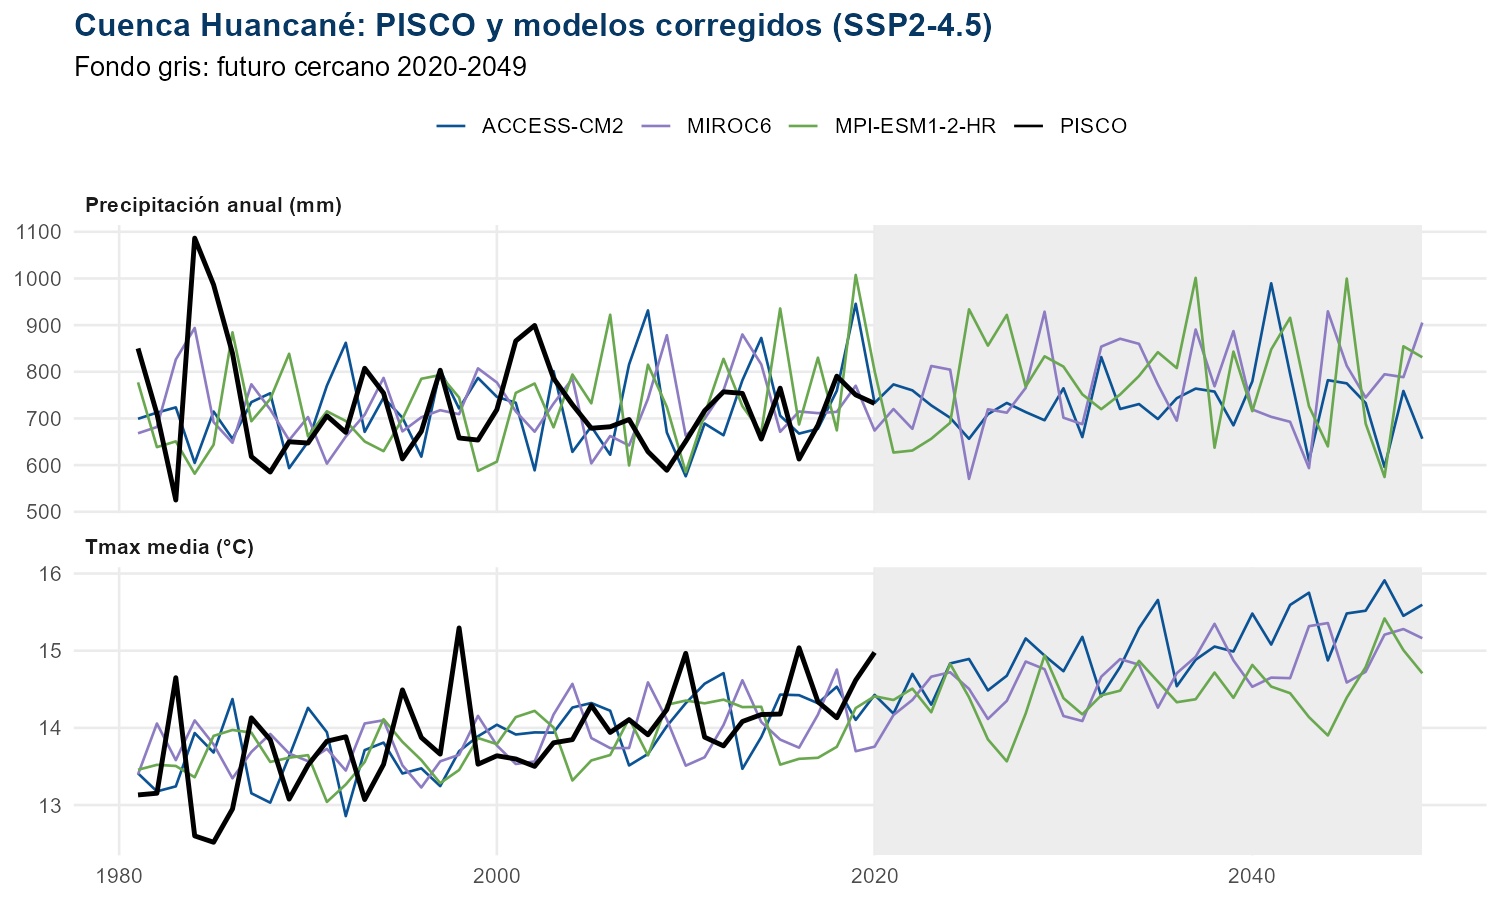 Cuenca Huancané: PISCO y modelos corregidos (SSP2-4.5)
Fondo gris: futuro cercano 2020-2049
ACCESS-CM2 MIROC6 MPI-ESM1-2-HR PISCO
Precipitación anual (mm)
1100
1000
900
800
700
600
500
Tmax media (°C)
16
15
14
13
1980 2000 2020 2040